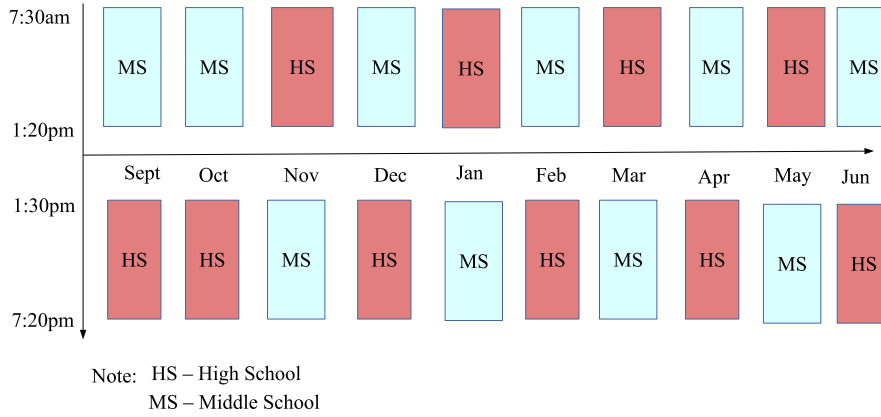 7:30am
MS MS HS MS HS MS HS MS HS MS
1:20pm
Sept Oct Nov Dec Jan Feb Mar Apr May Jun
1:30pm
HS HS MS HS MS HS MS HS MS HS
7:20pm
Note: HS – High School
MS – Middle School